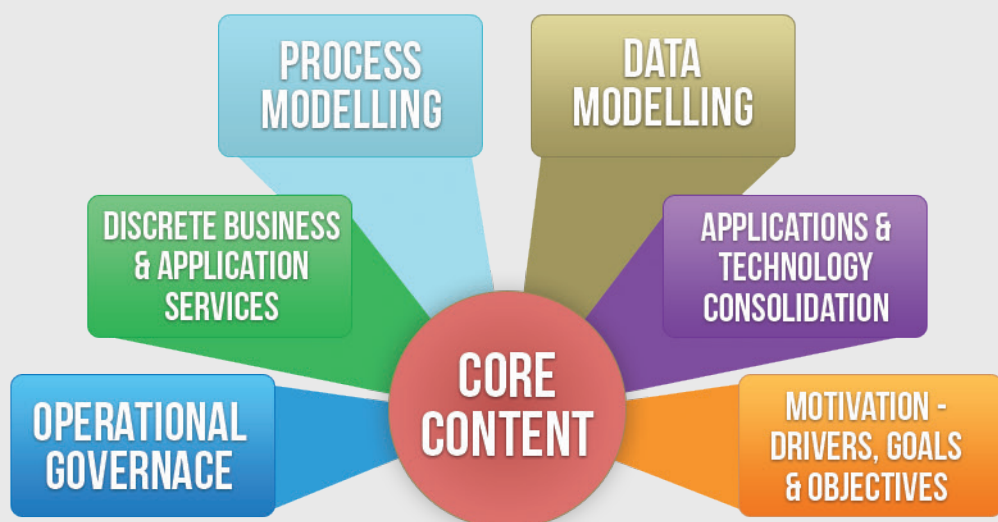 PROCESS
MODELLING
DATA
MODELLING
DISCRETE BUSINESS
& APPLICATION
SERVICES
APPLICATIONS &
TECHNOLOGY
CONSOLIDATION
CORE
CONTENT
OPERATIONAL
GOVERNACE
MOTIVATION -
DRIVERS, GOALS
& OBJECTIVES